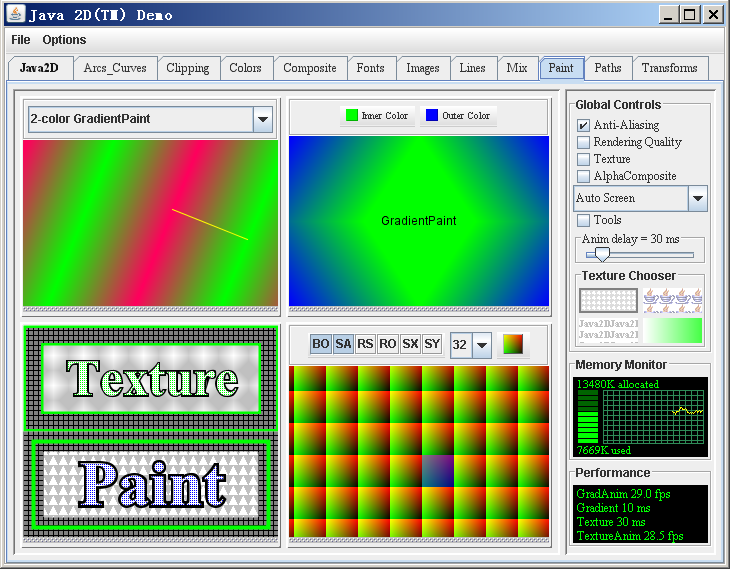 Java 2D(TM) Demo
File Options
Java2D Arcs_Curves Clipping Colors Composite Fonts Images Lines Mix Paint Paths Transforms
2-color GradientPaint
Inner Color Outer Color
GradientPaint
Texture
Paint
BO SA RS RO SX SY 32
Global Controls
Anti-Aliasing
Rendering Quality
Texture
AlphaComposite
Auto Screen
Tools
Anim delay = 30 ms
Texture Chooser
Java2DJava2D
Java2DJava2D
Memory Monitor
13480K allocated
7669K used
Performance
GradAnim 29.0 fps
Gradient 10 ms
Texture 30 ms
TextureAnim 28.5 fps